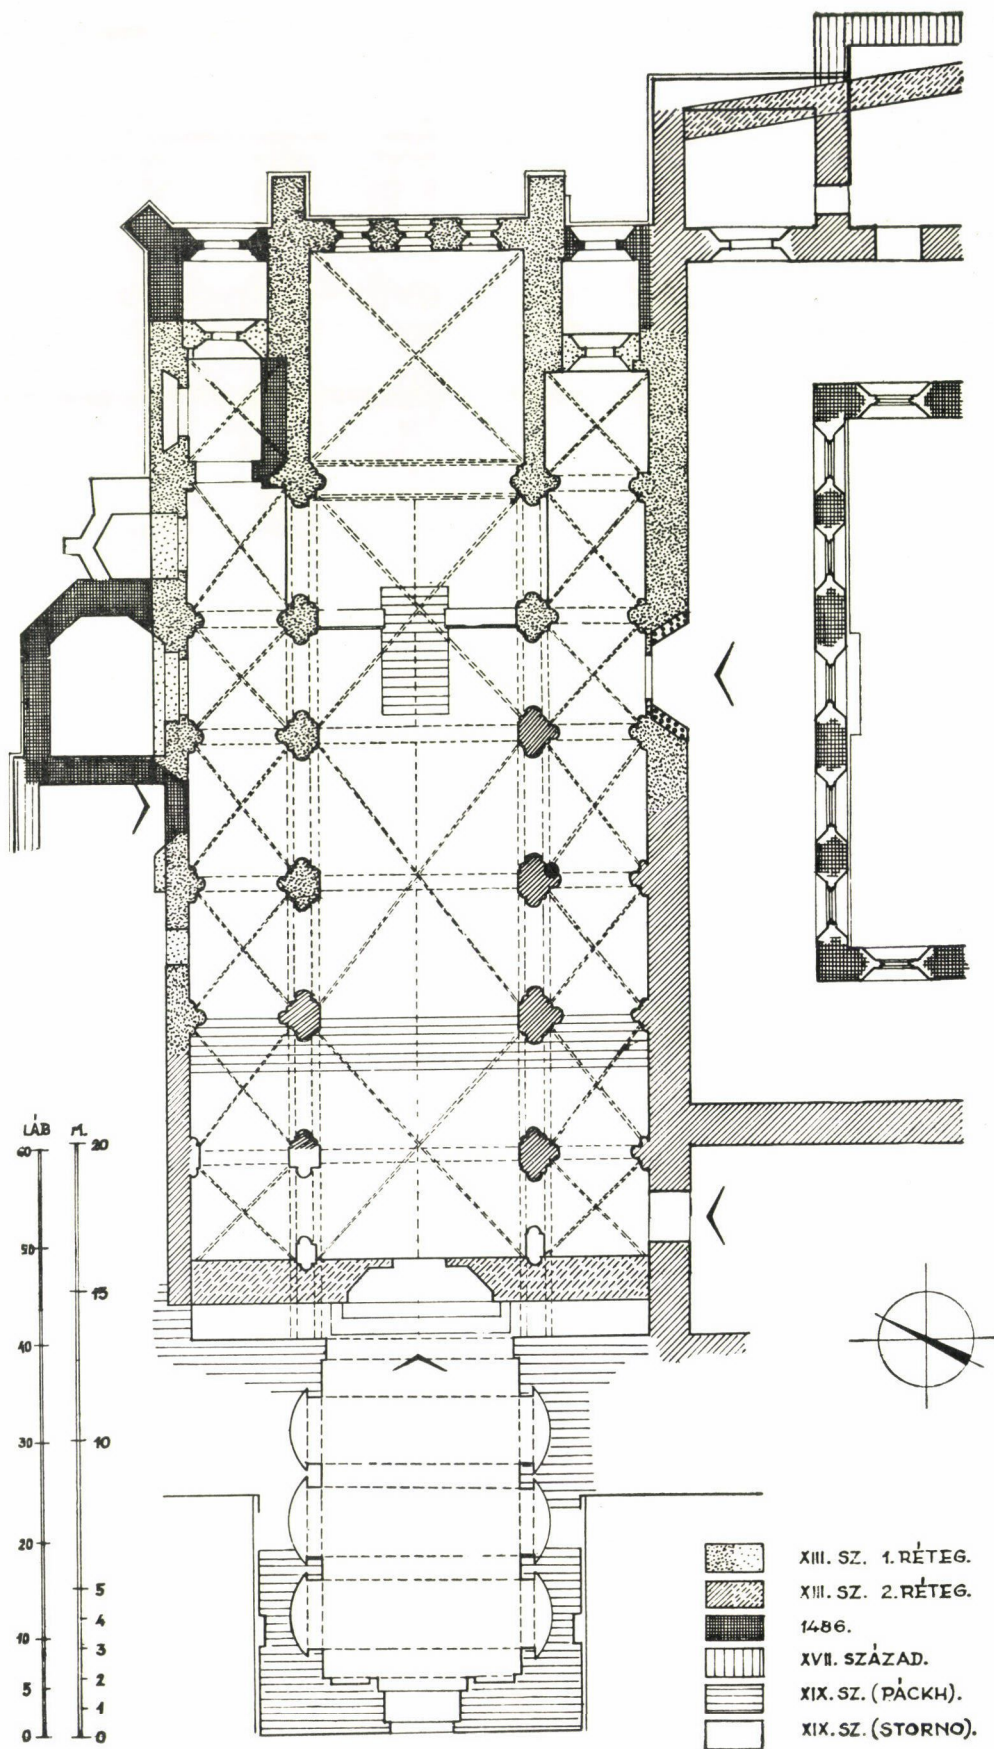 LÁB M.
60 20
50
15
40
30 10
20
5
4
10 3
2
5 1
0 0
XIII. SZ. 1. RÉTEG.
XIII. SZ. 2. RÉTEG.
1486.
XVII. SZÁZAD.
XIX. SZ. (PÁCKH).
XIX. SZ. (STORNO).